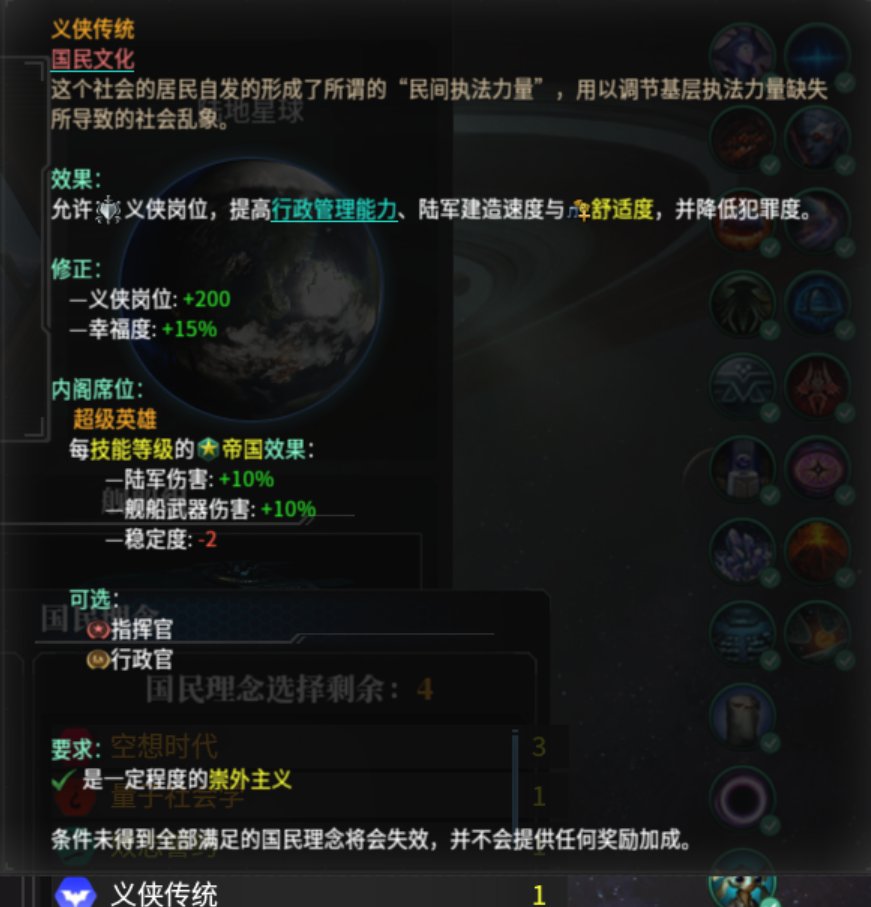 义侠传统
国民文化
这个社会的居民自发的形成了所谓的“民间执法力量”，用以调节基层执法力量缺失
所导致的社会乱象。
效果：
允许义侠岗位，提高行政管理能力、陆军建造速度与舒适度，并降低犯罪度。
修正：
—义侠岗位: +200
—幸福度: +15%
内阁席位：
超级英雄
每技能等级的帝国效果：
—陆军伤害: +10%
—舰船武器伤害: +10%
—稳定度: -2
可选：
指挥官
行政官
国民理念选择剩余：4
空想时代 3
量子社会学 1
要求：
是一定程度的崇外主义
条件未得到全部满足的国民理念将会失效，并不会提供任何奖励加成。
义侠传统 1